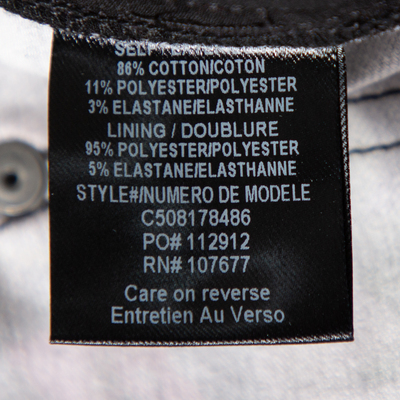 86% COTTON/COTON
11% POLYESTER/POLYESTER
3% ELASTANE/ELASTHANNE
LINING / DOUBLURE
95% POLYESTER/POLYESTER
5% ELASTANE/ELASTHANNE
STYLE#/NUMERO DE MODELE
C508178486
PO# 112912
RN# 107677
Care on reverse
Entretien Au Verso